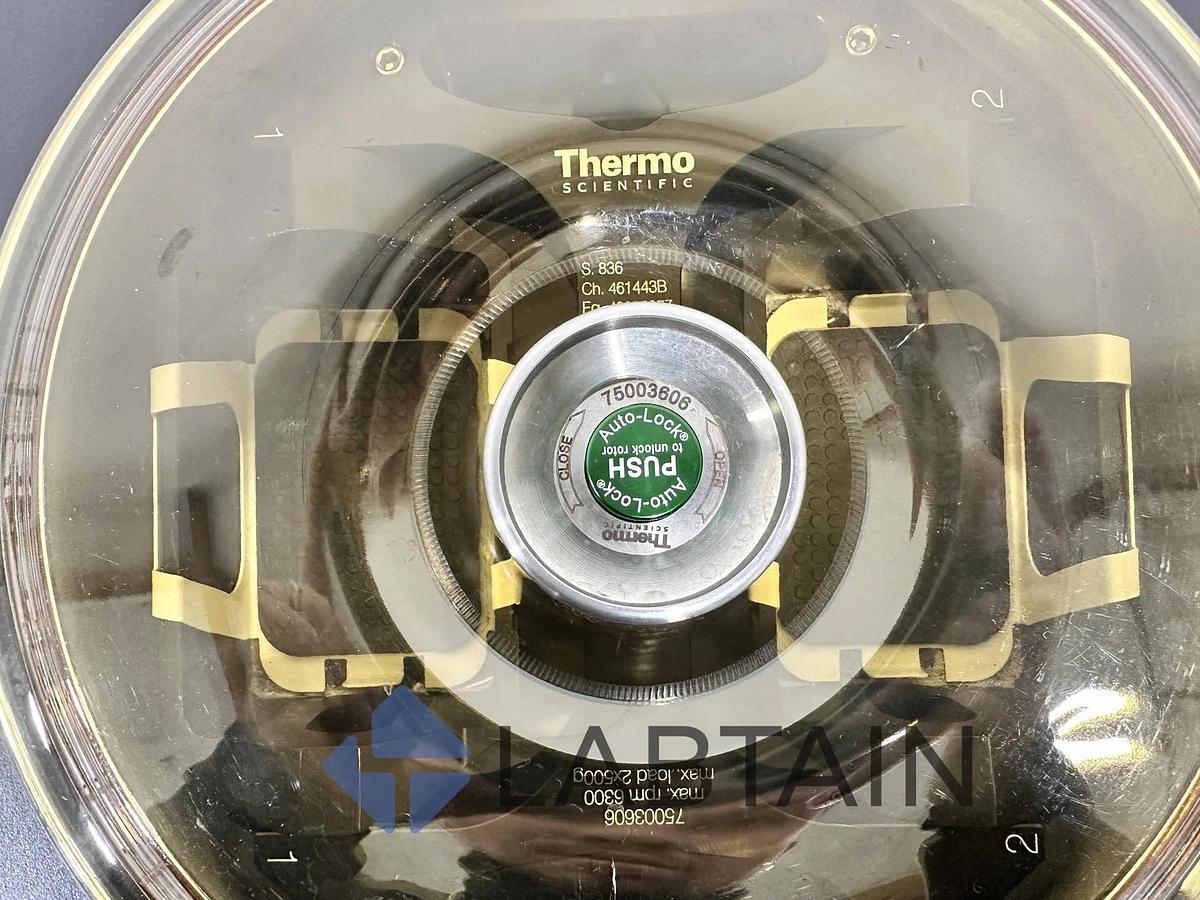 1
2
Thermo
SCIENTIFIC
S. 836
Ch. 461443B
75003606
Auto-Lock®
to unlock rotor
PUSH
Auto-Lock®
CLOSE
OPEN
Thermo
SCIENTIFIC
LABTAIN
75003606
max. rpm 6300
max. load 2x500g
1
2